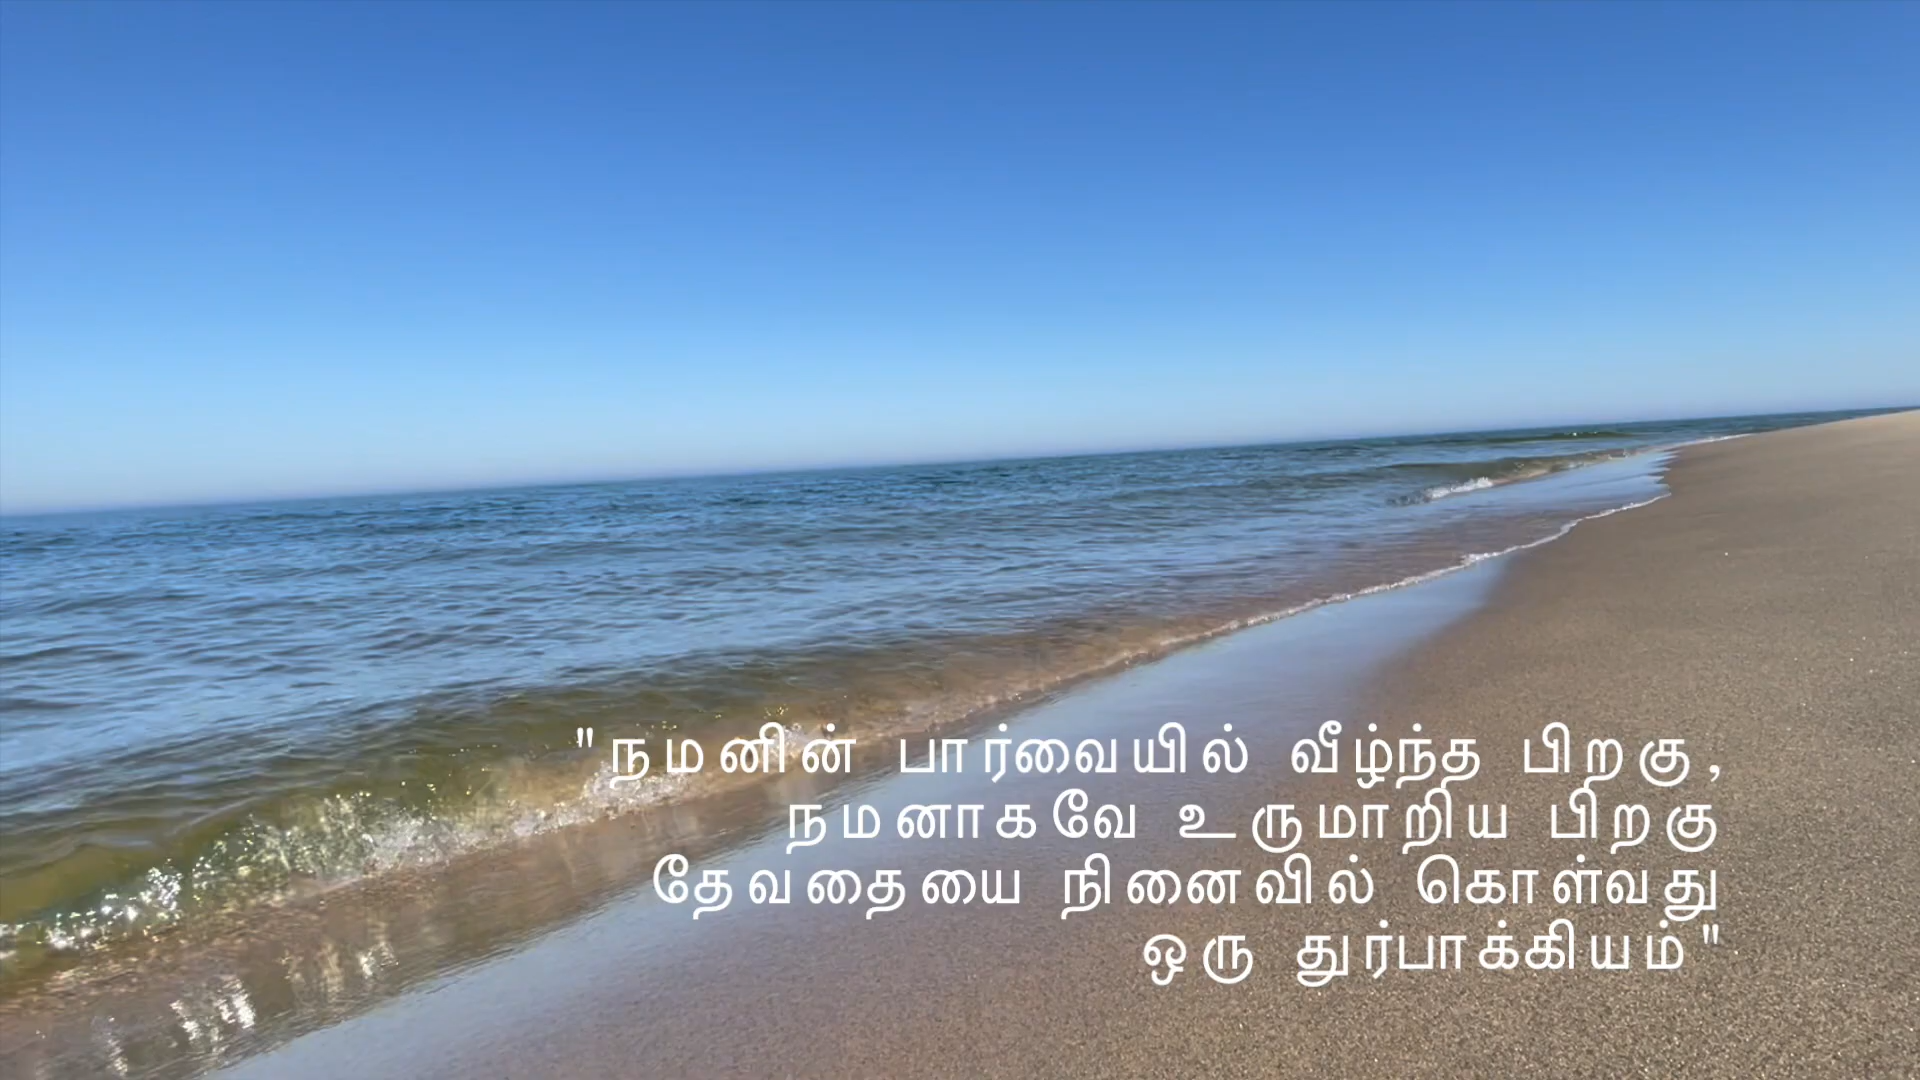 "நமனின் பார்வையில் வீழ்ந்த பிறகு,
நமனாகவே உருமாறிய பிறகு
தேவதையை நினைவில் கொள்வது
ஒரு துர்பாக்கியம்"